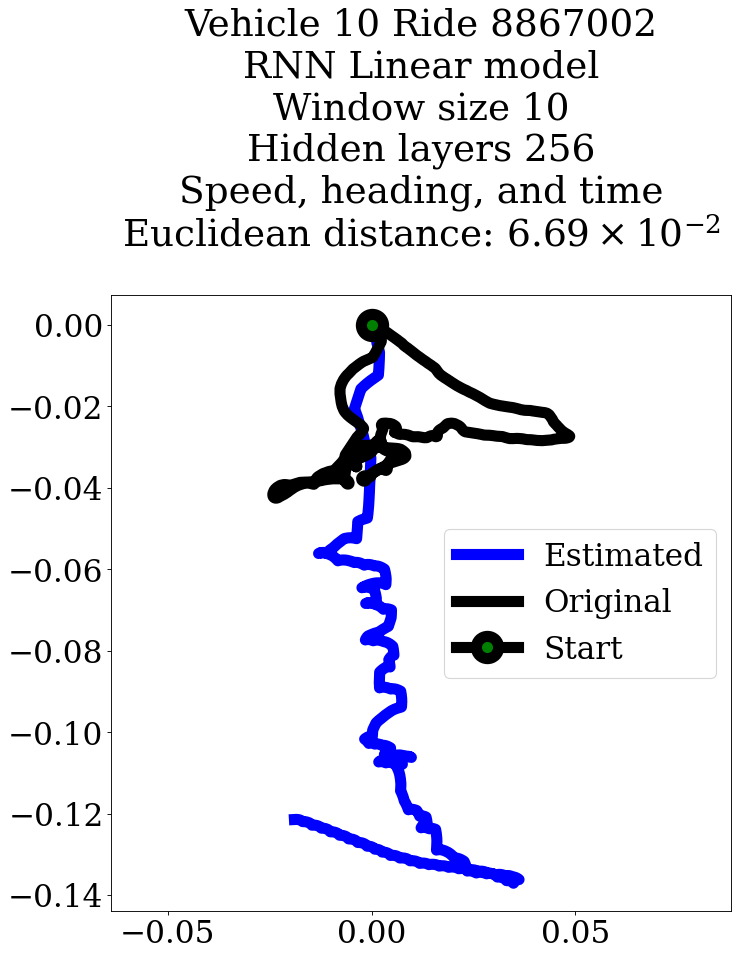 Vehicle 10 Ride 8867002
RNN Linear model
Window size 10
Hidden layers 256
Speed, heading, and time
Euclidean distance: 6.69 × 10⁻²
0.00
−0.02
−0.04
−0.06
−0.08
−0.10
−0.12
−0.14
Estimated
Original
Start
−0.05
0.00
0.05